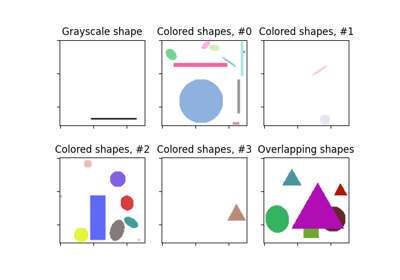 Grayscale shape
Colored shapes, #0
Colored shapes, #1
Colored shapes, #2
Colored shapes, #3
Overlapping shapes